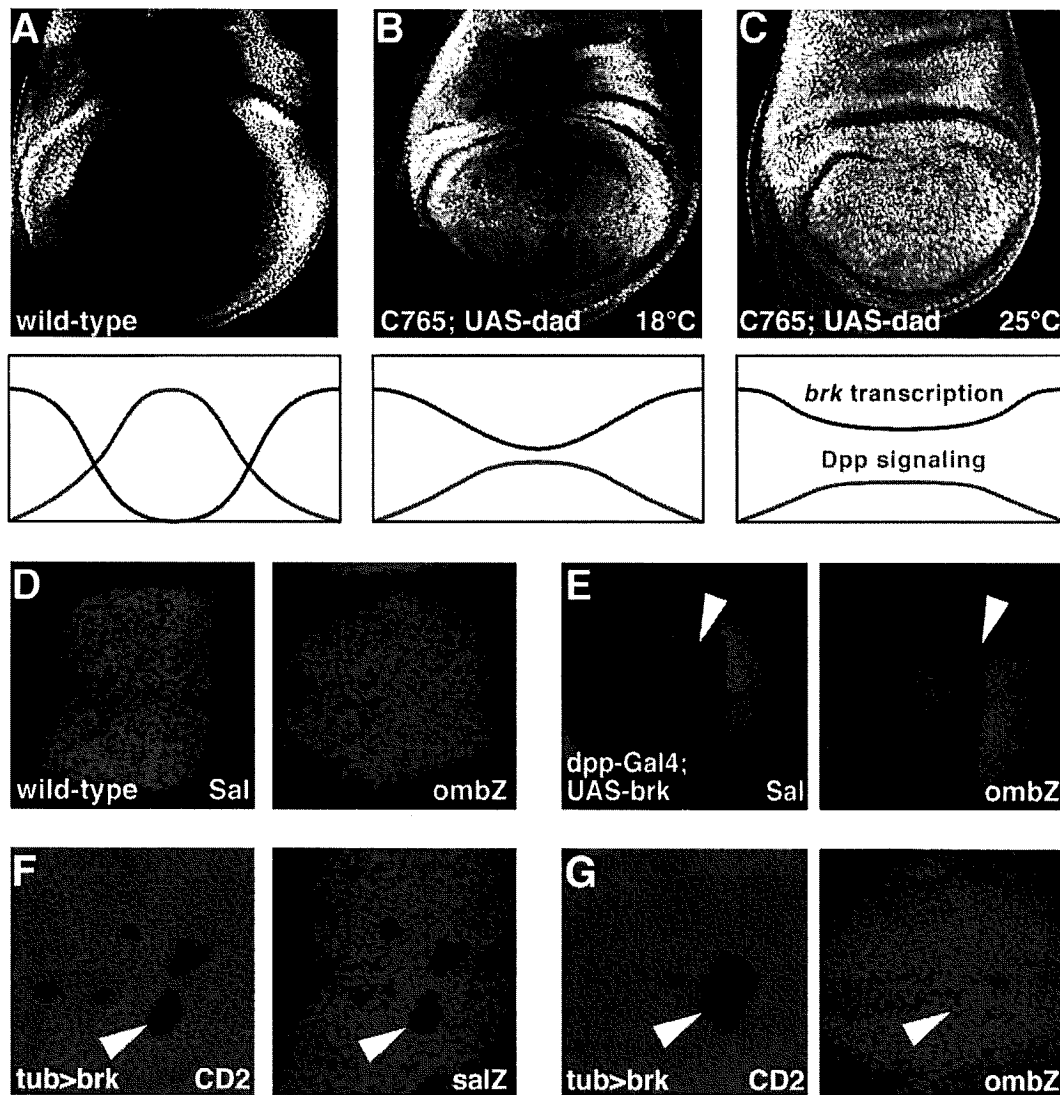 A
wild-type
B
C765; UAS-dad 18°C
C
C765; UAS-dad 25°C
brk transcription
Dpp signaling
D
wild-type Sal
ombZ
E
dpp-Gal4;
UAS-brk Sal
ombZ
F
tub>brk CD2
salZ
G
tub>brk CD2
ombZ